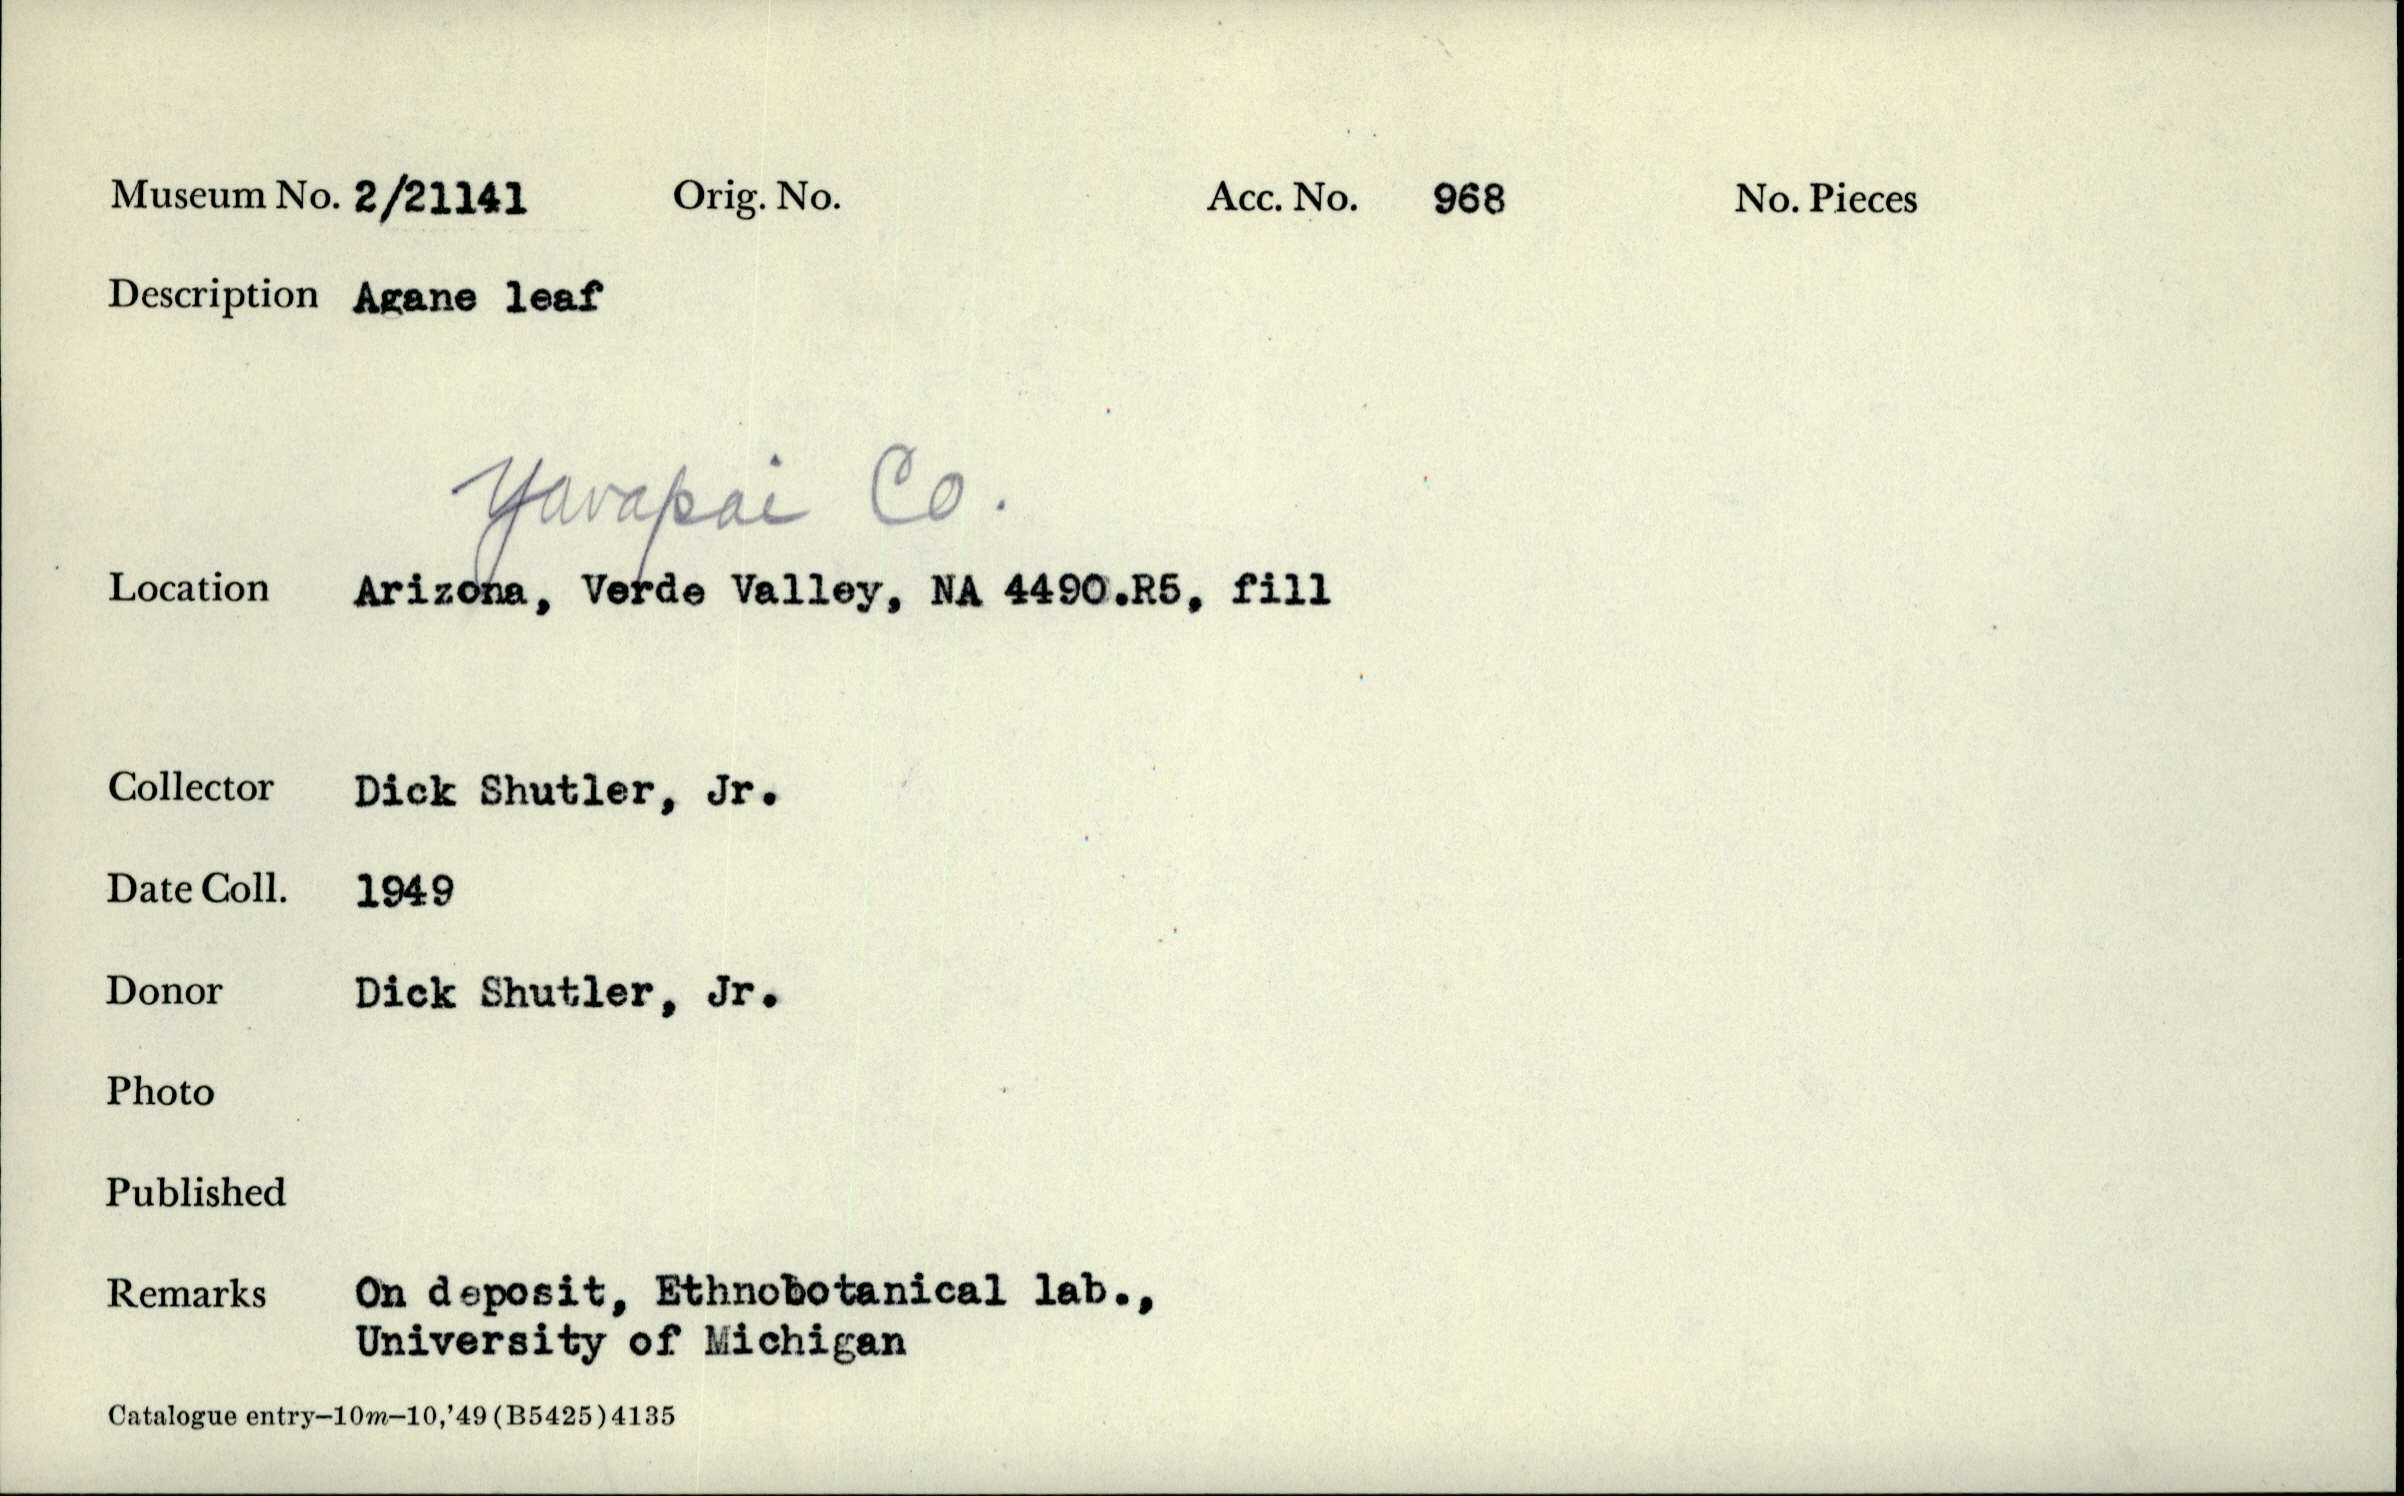 Museum No. 2/21141 Orig. No. Acc. No. 968 No. Pieces
Description Agane leaf
Yavapai Co.
Location Arizona, Verde Valley, NA 4490.R5, fill
Collector Dick Shutler, Jr.
Date Coll. 1949
Donor Dick Shutler, Jr.
Photo
Published
Remarks On deposit, Ethnobotanical lab.,
University of Michigan
Catalogue entry–10m–10,'49 (B5425) 4135